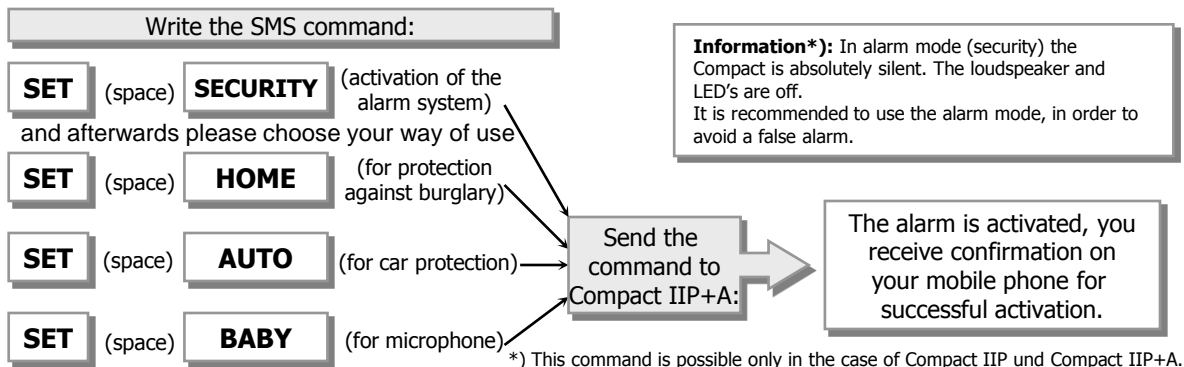 Write the SMS command:
SET (space) SECURITY (activation of the
alarm system)
and afterwards please choose your way of use
SET (space) HOME (for protection
against burglary)
SET (space) AUTO (for car protection)
SET (space) BABY (for microphone)
Send the
command to
Compact IIP+A:
Information*): In alarm mode (security) the
Compact is absolutely silent. The loudspeaker and
LED's are off.
It is recommended to use the alarm mode, in order to
avoid a false alarm.
The alarm is activated, you
receive confirmation on
your mobile phone for
successful activation.
*) This command is possible only in the case of Compact IIP und Compact IIP+A.